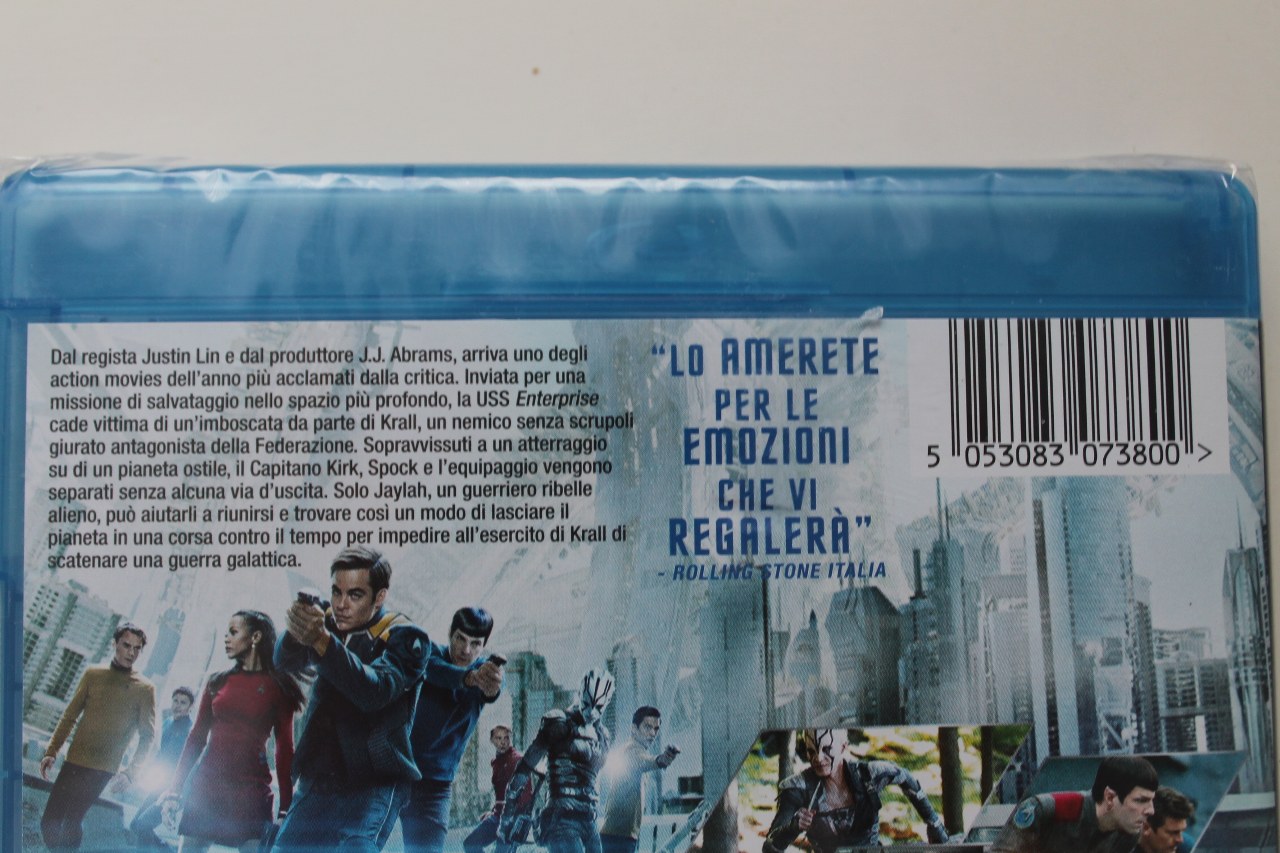 Dal regista Justin Lin e dal produttore J.J. Abrams, arriva uno degli
action movies dell'anno più acclamati dalla critica. Inviata per una
missione di salvataggio nello spazio più profondo, la USS Enterprise
cade vittima di un'imboscata da parte di Krall, un nemico senza scrupoli
giurato antagonista della Federazione. Sopravvissuti a un atterraggio
su di un pianeta ostile, il Capitano Kirk, Spock e l'equipaggio vengono
separati senza alcuna via d'uscita. Solo Jaylah, un guerriero ribelle
alieno, può aiutarli a riunirsi e trovare così un modo di lasciare il
pianeta in una corsa contro il tempo per impedire all'esercito di Krall di
scatenare una guerra galattica.
“LO AMERETE
PER LE
EMOZIONI
CHE VI
REGALERÀ”
- ROLLING STONE ITALIA
5 053083 073800 >